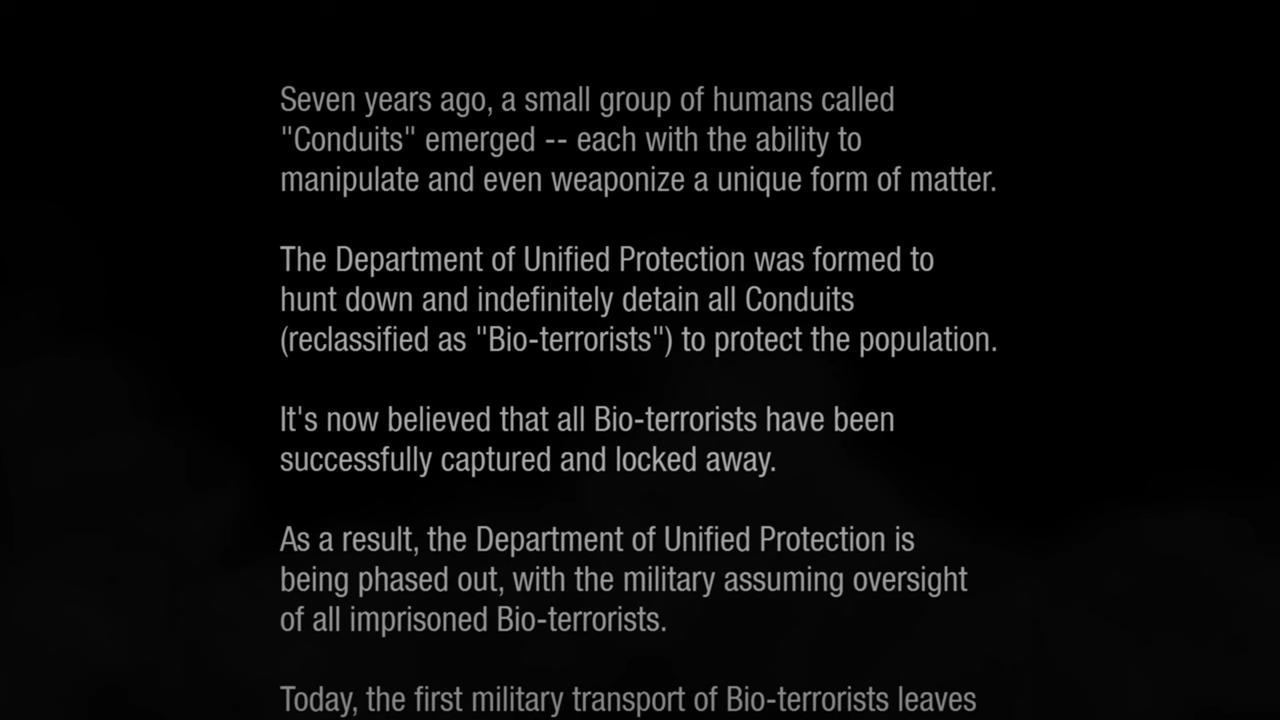 Seven years ago, a small group of humans called
"Conduits" emerged -- each with the ability to
manipulate and even weaponize a unique form of matter.
The Department of Unified Protection was formed to
hunt down and indefinitely detain all Conduits
(reclassified as "Bio-terrorists") to protect the population.
It's now believed that all Bio-terrorists have been
successfully captured and locked away.
As a result, the Department of Unified Protection is
being phased out, with the military assuming oversight
of all imprisoned Bio-terrorists.
Today, the first military transport of Bio-terrorists leaves